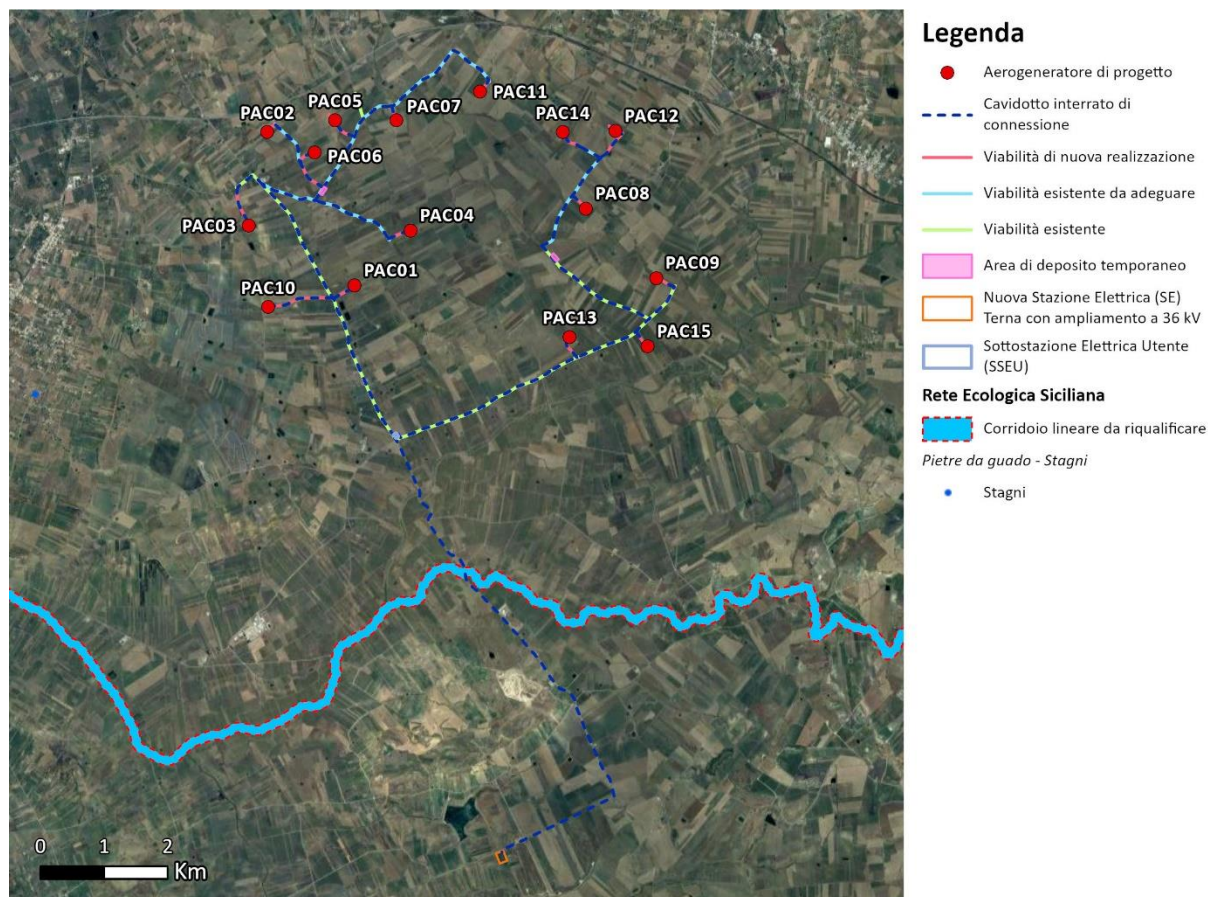 PAC11
PAC05
PAC07
PAC02
PAC14
PAC12
PAC06
PAC08
PAC03
PAC04
PAC09
PAC01
PAC10
PAC13
PAC15
0 1 2
Km
Legenda
Aerogeneratore di progetto
Cavidotto interrato di
connessione
Viabilità di nuova realizzazione
Viabilità esistente da adeguare
Viabilità esistente
Area di deposito temporaneo
Nuova Stazione Elettrica (SE)
Terna con ampliamento a 36 kV
Sottostazione Elettrica Utente
(SSEU)
Rete Ecologica Siciliana
Corridoio lineare da riqualificare
Pietre da guado - Stagni
Stagni